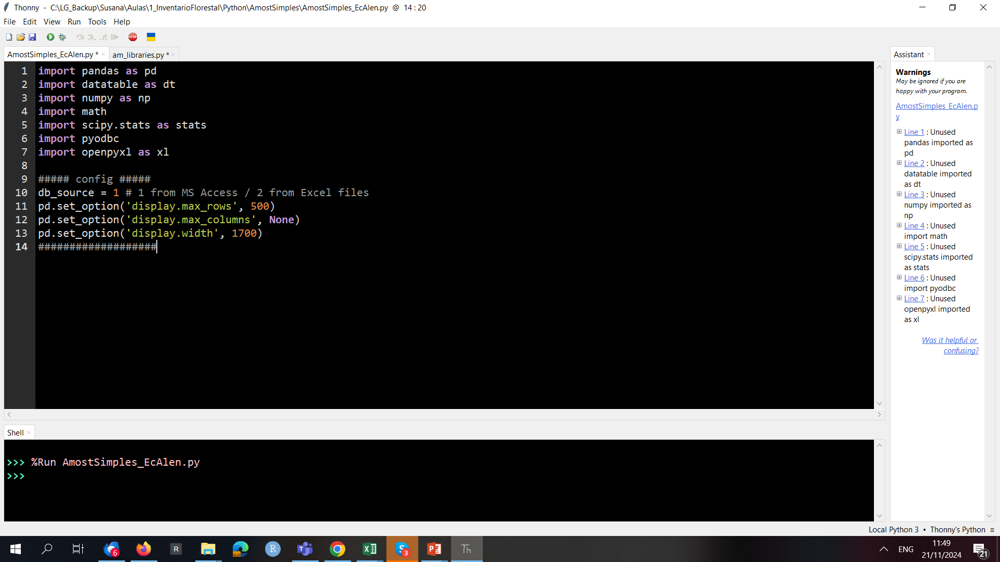 Thonny - C:\LG_Backup\Susana\Aulas\1_InventarioFlorestal\Python\AmostSimples\AmostSimples_EcAlen.py @ 14 : 20
File Edit View Run Tools Help
STOP
AmostSimples_EcAlen.py * ×
am_libraries.py * ×
1 import pandas as pd
2 import datatable as dt
3 import numpy as np
4 import math
5 import scipy.stats as stats
6 import pyodbc
7 import openpyxl as xl
8
9 ##### config #####
10 db_source = 1 # 1 from MS Access / 2 from Excel files
11 pd.set_option('display.max_rows', 500)
12 pd.set_option('display.max_columns', None)
13 pd.set_option('display.width', 1700)
14 ###################
Shell ×
>>> %Run AmostSimples_EcAlen.py
>>>
Assistant ×
Warnings
May be ignored if you are
happy with your program.
AmostSimples_EcAlen.p
y
Line 1 : Unused
pandas imported as
pd
Line 2 : Unused
datatable imported
as dt
Line 3 : Unused
numpy imported as
np
Line 4 : Unused
import math
Line 5 : Unused
scipy.stats imported
as stats
Line 6 : Unused
import pyodbc
Line 7 : Unused
openpyxl imported
as xl
Was it helpful or
confusing?
Local Python 3 • Thonny's Python ≡
6
R
R
T
X
S 3
P
Th
ENG
11:49
21/11/2024
21